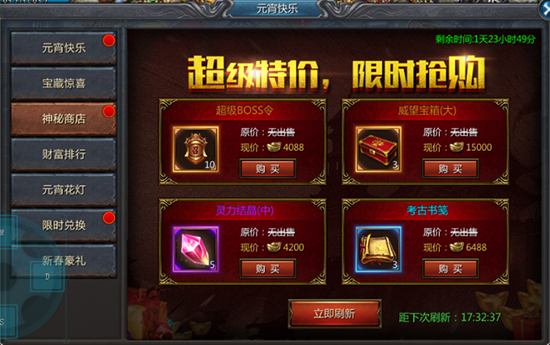 元宵快乐
剩余时间:1天23小时49分
元宵快乐
宝藏惊喜
神秘商店
财富排行
元宵花灯
限时兑换
新春豪礼
超级特价，限时抢购
超级BOSS令
10
原价：无出售
现价：4088
购买
威望宝箱(大)
3
原价：无出售
现价：15000
购买
灵力结晶(中)
5
原价：无出售
现价：4200
购买
考古书笺
3
原价：无出售
现价：6488
购买
立即刷新
距下次刷新：17:32:37
D
S